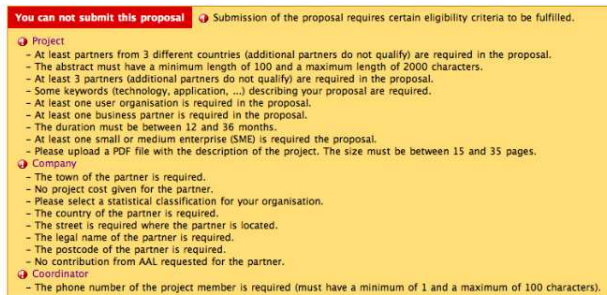 You can not submit this proposal Submission of the proposal requires certain eligibility criteria to be fulfilled.
Project
– At least partners from 3 different countries (additional partners do not qualify) are required in the proposal.
– The abstract must have a minimum length of 100 and a maximum length of 2000 characters.
– At least 3 partners (additional partners do not qualify) are required in the proposal.
– Some keywords (technology, application, ...) describing your proposal are required.
– At least one user organisation is required in the proposal.
– At least one business partner is required in the proposal.
– The duration must be between 12 and 36 months.
– At least one small or medium enterprise (SME) is required the proposal.
– Please upload a PDF file with the description of the project. The size must be between 15 and 35 pages.
Company
– The town of the partner is required.
– No project cost given for the partner.
– Please select a statistical classification for your organisation.
– The country of the partner is required.
– The street is required where the partner is located.
– The legal name of the partner is required.
– The postcode of the partner is required.
– No contribution from AAL requested for the partner.
Coordinator
– The phone number of the project member is required (must have a minimum of 1 and a maximum of 100 characters).